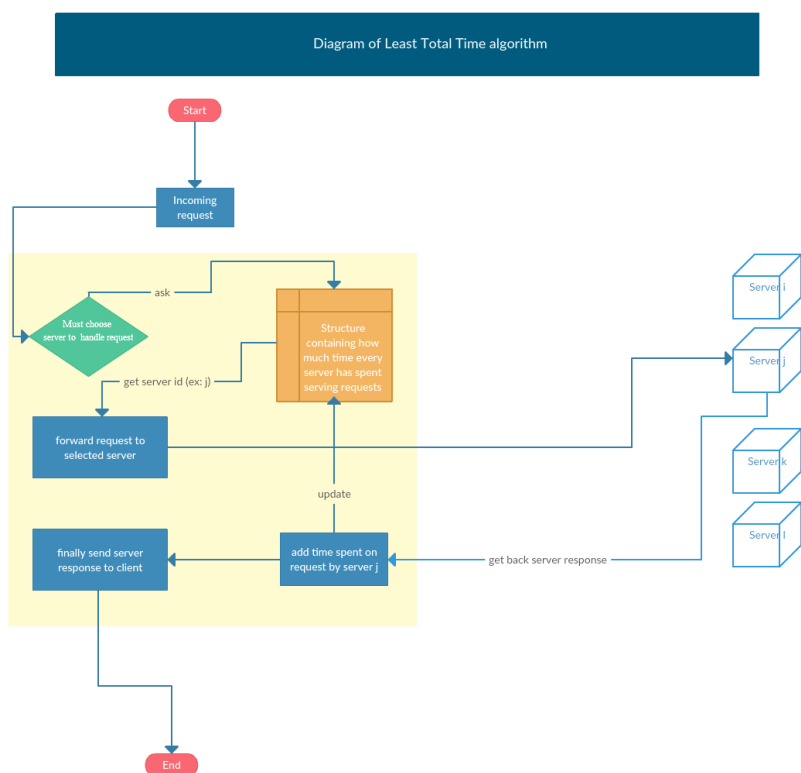 Diagram of Least Total Time algorithm
Start
Incoming
request
ask
Must choose
server to handle request
Structure
containing how
much time every
server has spent
serving requests
get server id (ex: j)
forward request to
selected server
update
finally send server
response to client
add time spent on
request by server j
get back server response
Server i
Server j
Server k
Server l
End